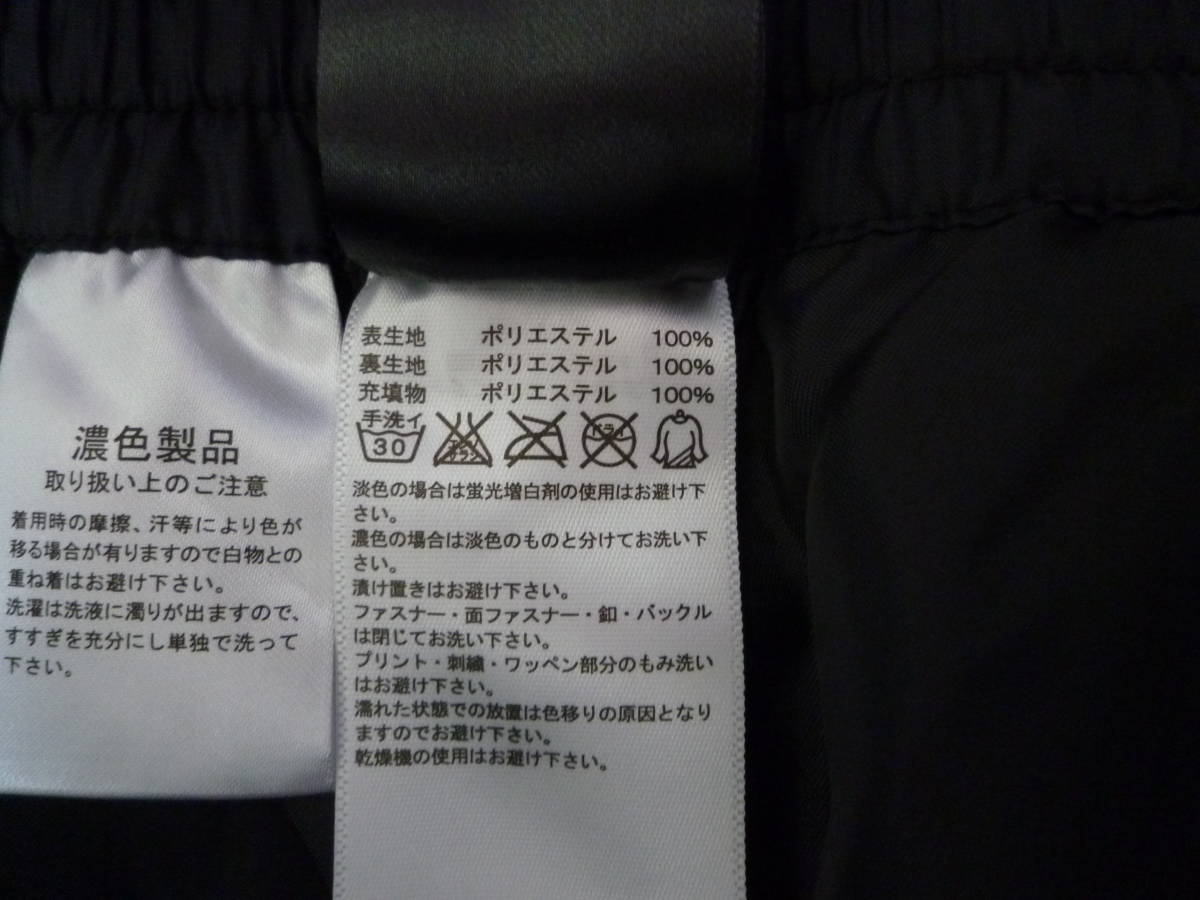 濃色製品
取り扱い上のご注意
着用時の摩擦、汗等により色が
移る場合が有りますので白物との
重ね着はお避け下さい。
洗濯は洗液に濁りが出ますので、
すすぎを充分にし単独で洗って
下さい。
表生地 ポリエステル 100%
裏生地 ポリエステル 100%
充填物 ポリエステル 100%
手洗イ
30
エンソ
サラシ
ドライ
淡色の場合は蛍光増白剤の使用はお避け下
さい。
濃色の場合は淡色のものと分けてお洗い下
さい。
漬け置きはお避け下さい。
ファスナー・面ファスナー・釦・バックル
は閉じてお洗い下さい。
プリント・刺繍・ワッペン部分のもみ洗い
はお避け下さい。
濡れた状態での放置は色移りの原因となり
ますのでお避け下さい。
乾燥機の使用はお避け下さい。